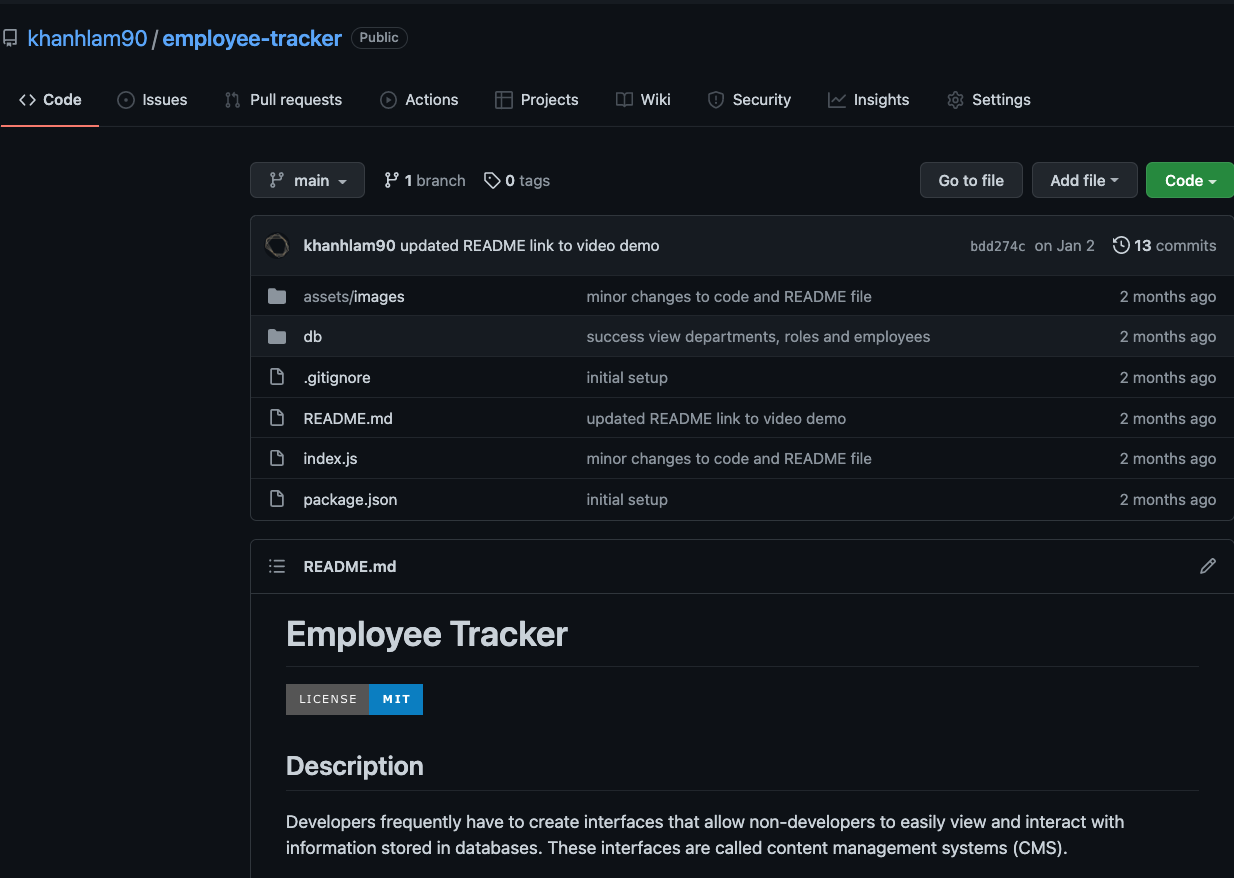 khanhlam90 / employee-tracker Public
Code Issues Pull requests Actions Projects Wiki Security Insights Settings
main 1 branch 0 tags Go to file Add file Code
khanhlam90 updated README link to video demo bdd274c on Jan 2 13 commits
assets/images minor changes to code and README file 2 months ago
db success view departments, roles and employees 2 months ago
.gitignore initial setup 2 months ago
README.md updated README link to video demo 2 months ago
index.js minor changes to code and README file 2 months ago
package.json initial setup 2 months ago
README.md
Employee Tracker
LICENSE MIT
Description
Developers frequently have to create interfaces that allow non-developers to easily view and interact with
information stored in databases. These interfaces are called content management systems (CMS).